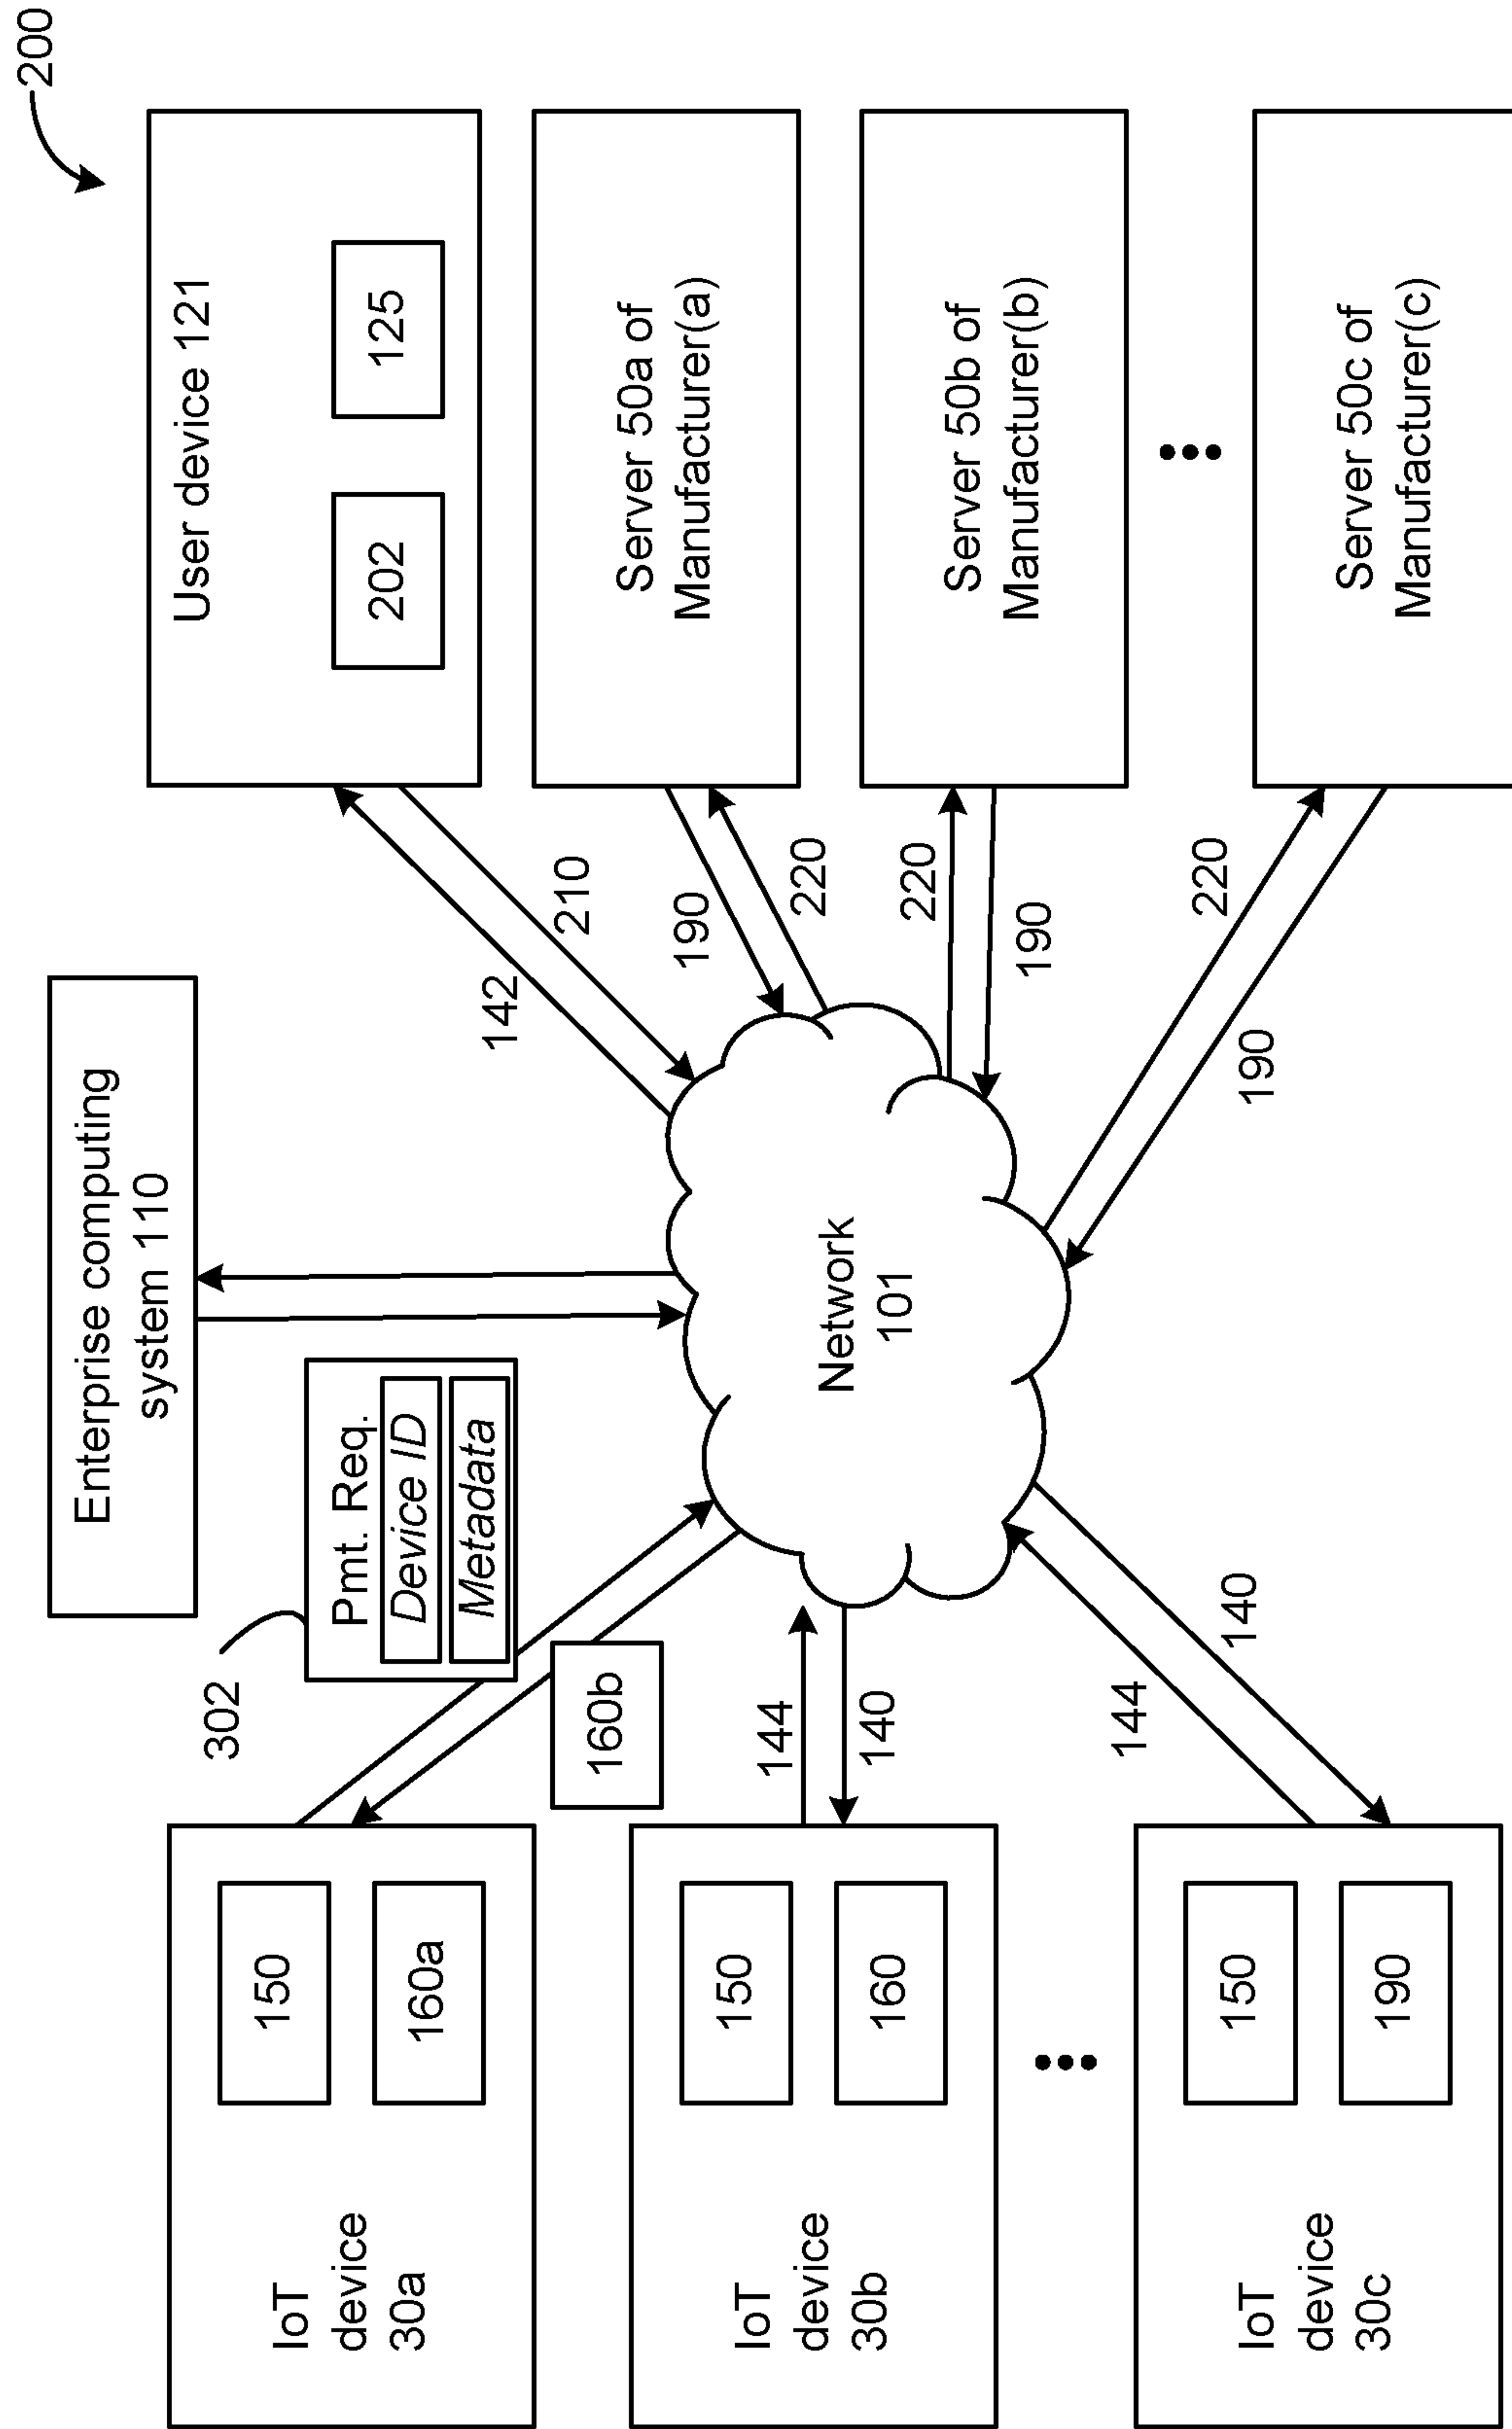 200
Enterprise computing
system 110
302
Pmt. Req.
Device ID
Metadata
IoT
device
30a
150
160a
160b
User device 121
202
125
142
210
Server 50a of
Manufacturer(a)
190
220
IoT
device
30b
150
160
144
140
Network
101
220
190
Server 50b of
Manufacturer(b)
IoT
device
30c
150
190
144
140
220
190
Server 50c of
Manufacturer(c)